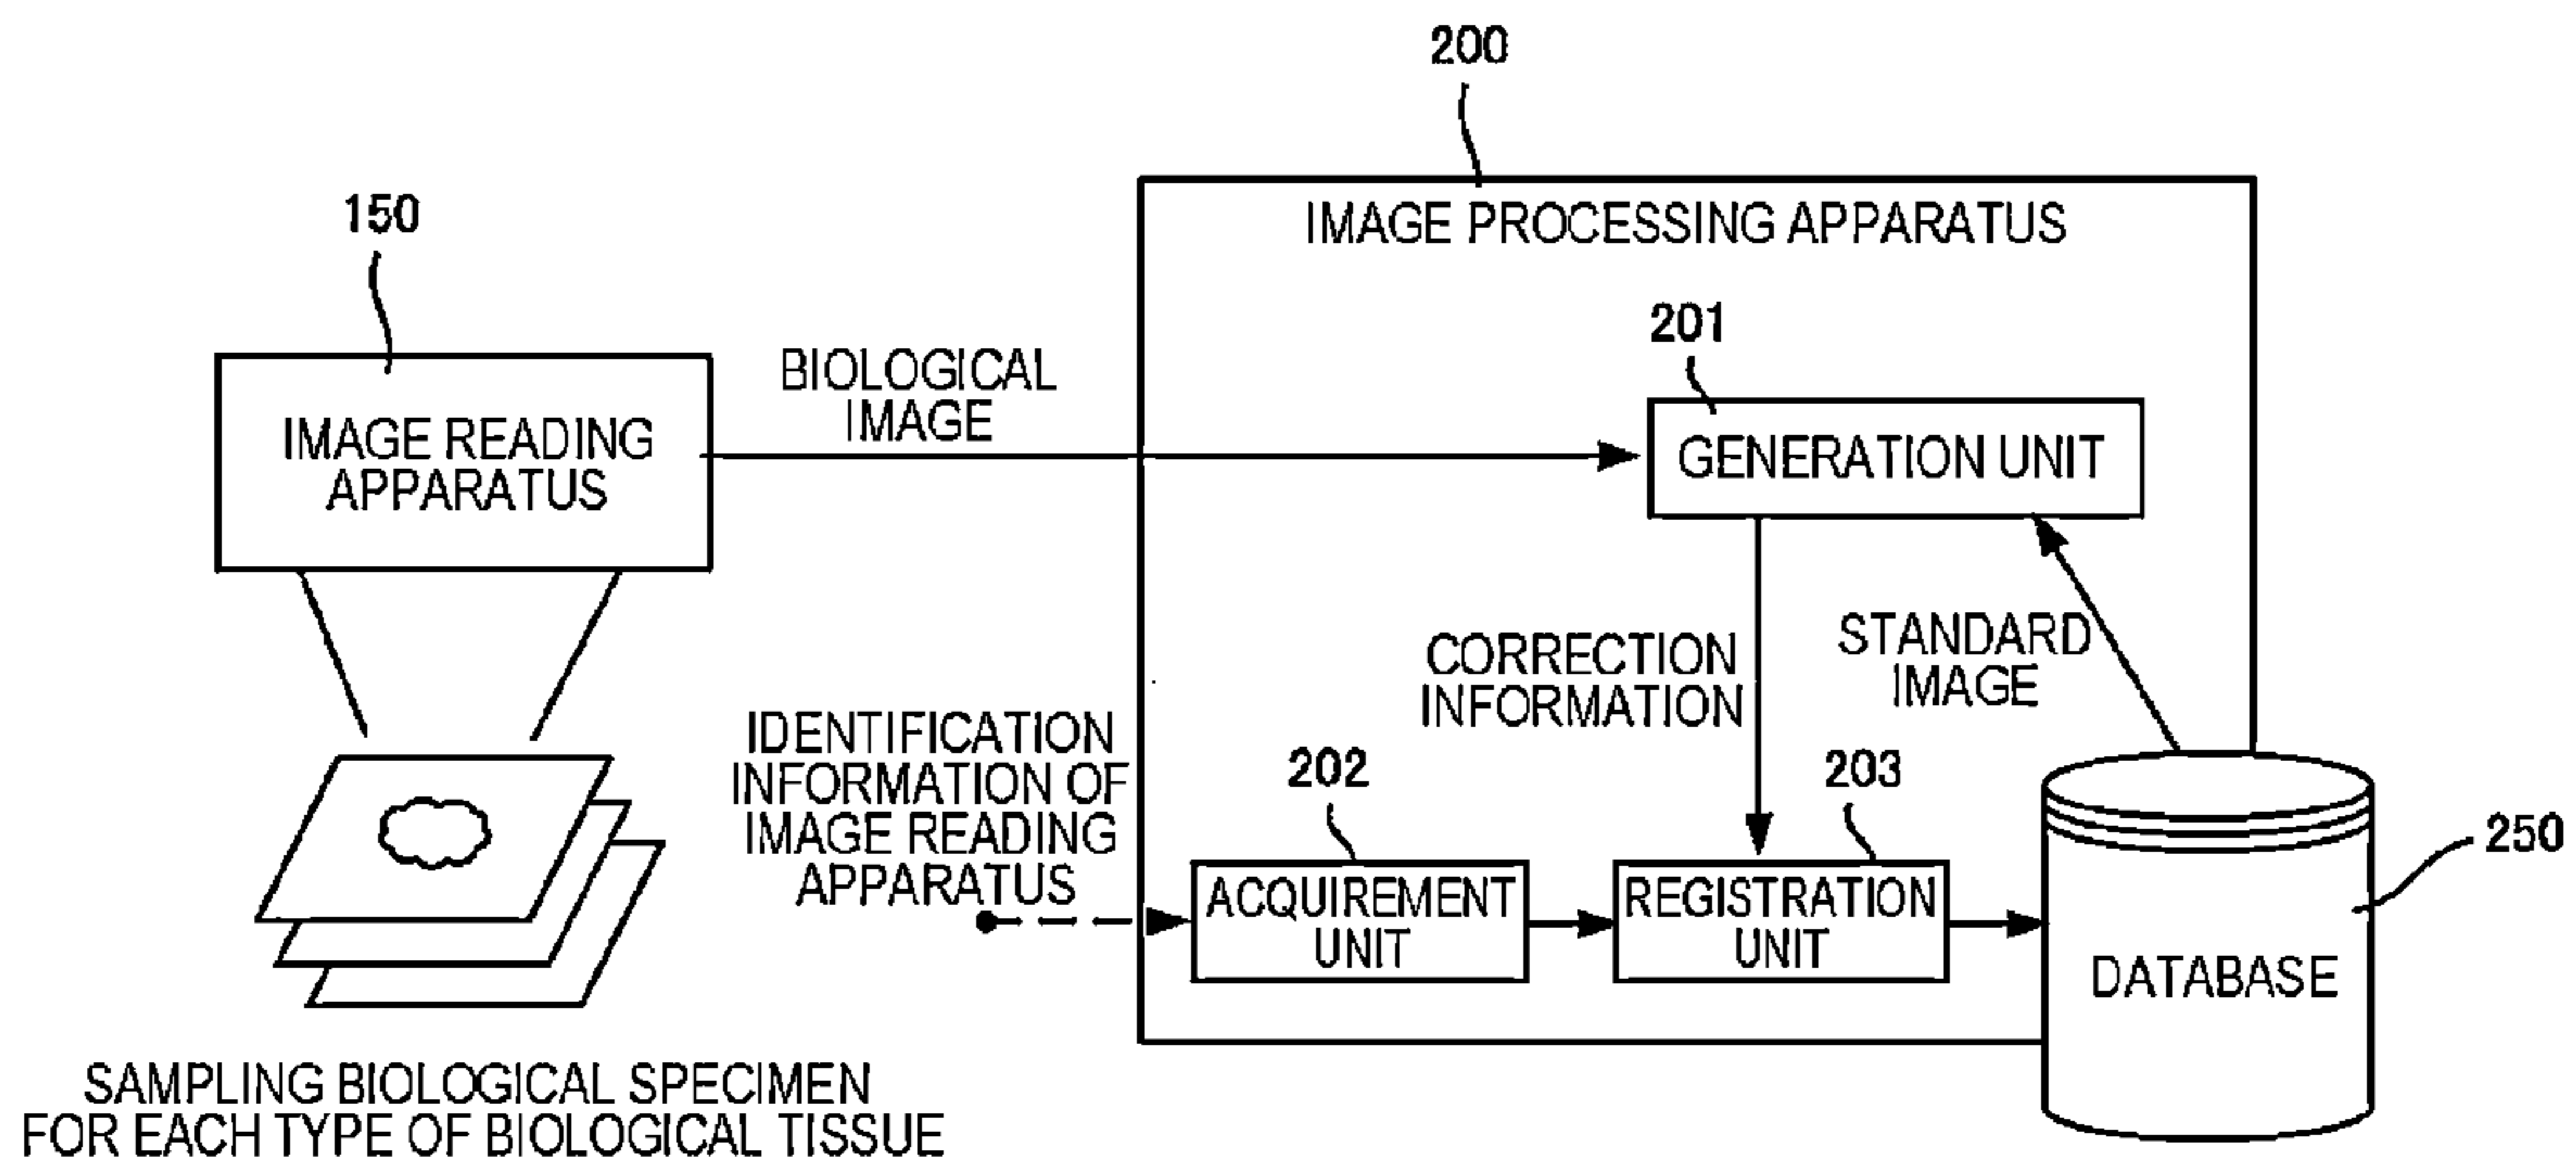 200
IMAGE PROCESSING APPARATUS
150
IMAGE READING
APPARATUS
BIOLOGICAL
IMAGE
201
GENERATION UNIT
CORRECTION
INFORMATION
STANDARD
IMAGE
IDENTIFICATION
INFORMATION OF
IMAGE READING
APPARATUS
202
ACQUIREMENT
UNIT
203
REGISTRATION
UNIT
250
DATABASE
SAMPLING BIOLOGICAL SPECIMEN
FOR EACH TYPE OF BIOLOGICAL TISSUE